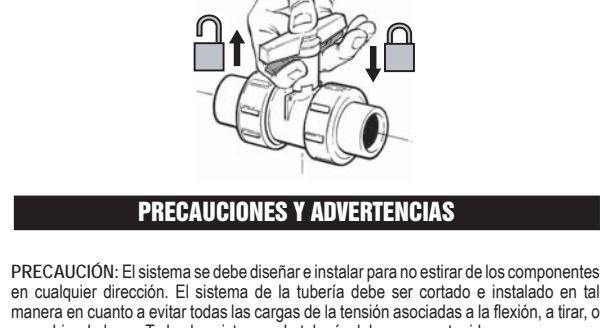 PRECAUCIONES Y ADVERTENCIAS
PRECAUCIÓN: El sistema se debe diseñar e instalar para no estirar de los componentes
en cualquier dirección. El sistema de la tubería debe ser cortado e instalado en tal
manera en cuanto a evitar todas las cargas de la tensión asociadas a la flexión, a tirar, o